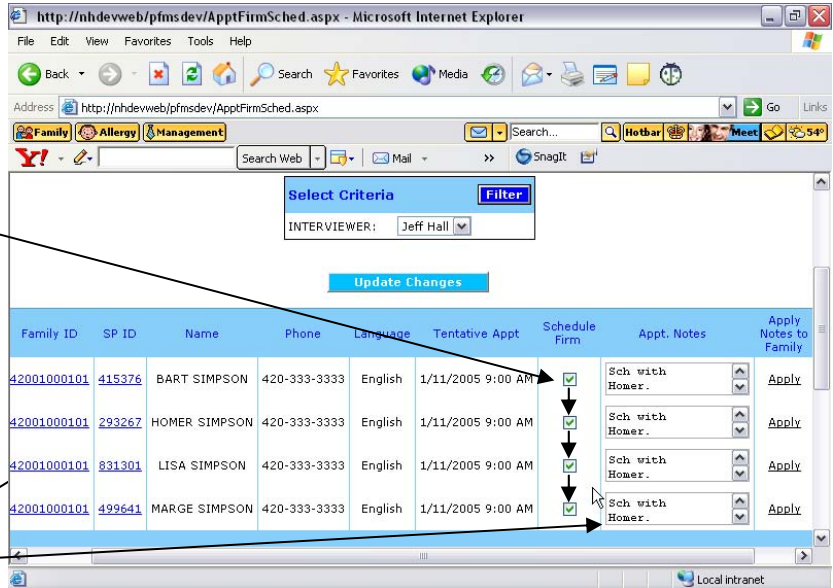 http://nhdevweb/pfmsdev/ApptFirmSched.aspx - Microsoft Internet Explorer
File Edit View Favorites Tools Help
Back Search Favorites Media
Address http://nhdevweb/pfmsdev/ApptFirmSched.aspx Go Links
Family Allergy Management Search... Hotbar Meet 54°
Y! Search Web Mail » SnagIt
Select Criteria Filter
INTERVIEWER: Jeff Hall
Update Changes
Family ID SP ID Name Phone Language Tentative Appt Schedule Firm Appt. Notes Apply Notes to Family
42001000101 415376 BART SIMPSON 420-333-3333 English 1/11/2005 9:00 AM Sch with Homer. Apply
42001000101 293267 HOMER SIMPSON 420-333-3333 English 1/11/2005 9:00 AM Sch with Homer. Apply
42001000101 831301 LISA SIMPSON 420-333-3333 English 1/11/2005 9:00 AM Sch with Homer. Apply
42001000101 499641 MARGE SIMPSON 420-333-3333 English 1/11/2005 9:00 AM Sch with Homer. Apply
Local intranet